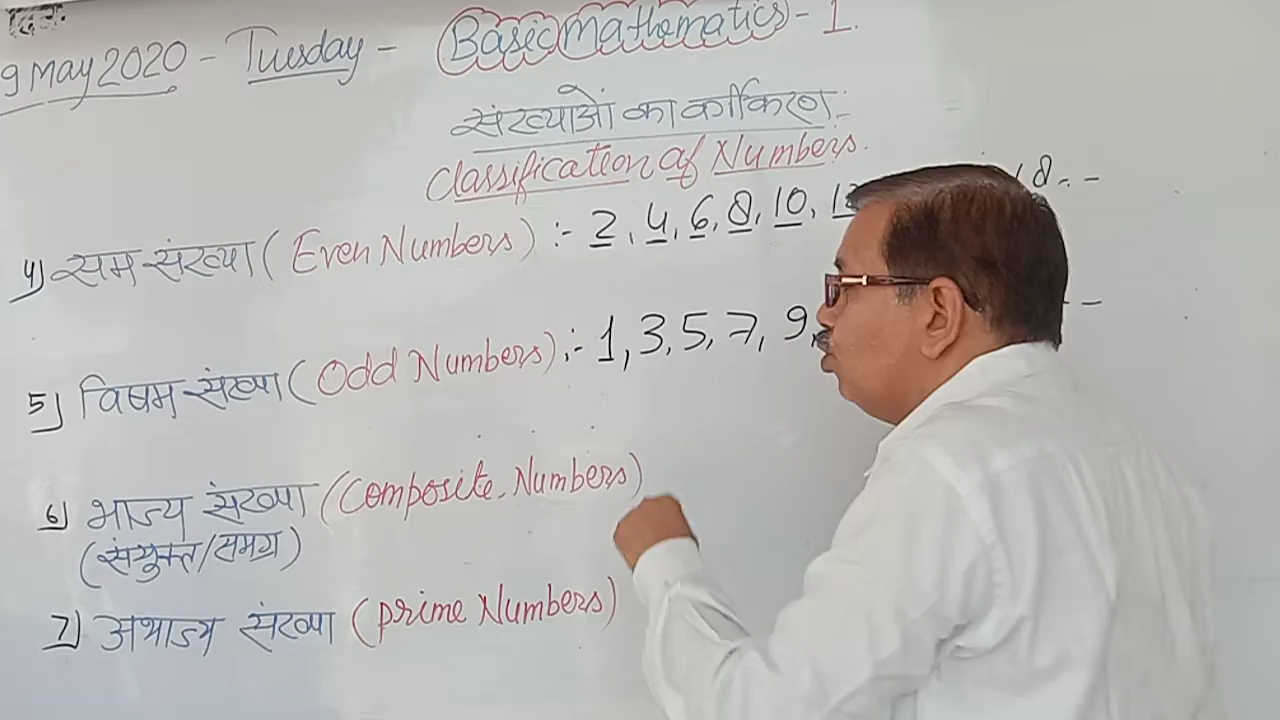 9 May 2020 - Tuesday - Basic Mathematics - 1.
संख्याओं का वर्गीकरण:-
Classification of Numbers.
4) सम संख्या (Even Numbers) :- 2, 4, 6, 8, 10, 18. --
5) विषम संख्या (Odd Numbers) :- 1, 3, 5, 7, 9, --
6) भाज्य संख्या (Composite Numbers)
(संयुक्त/समग्र)
7) अभाज्य संख्या (Prime Numbers)